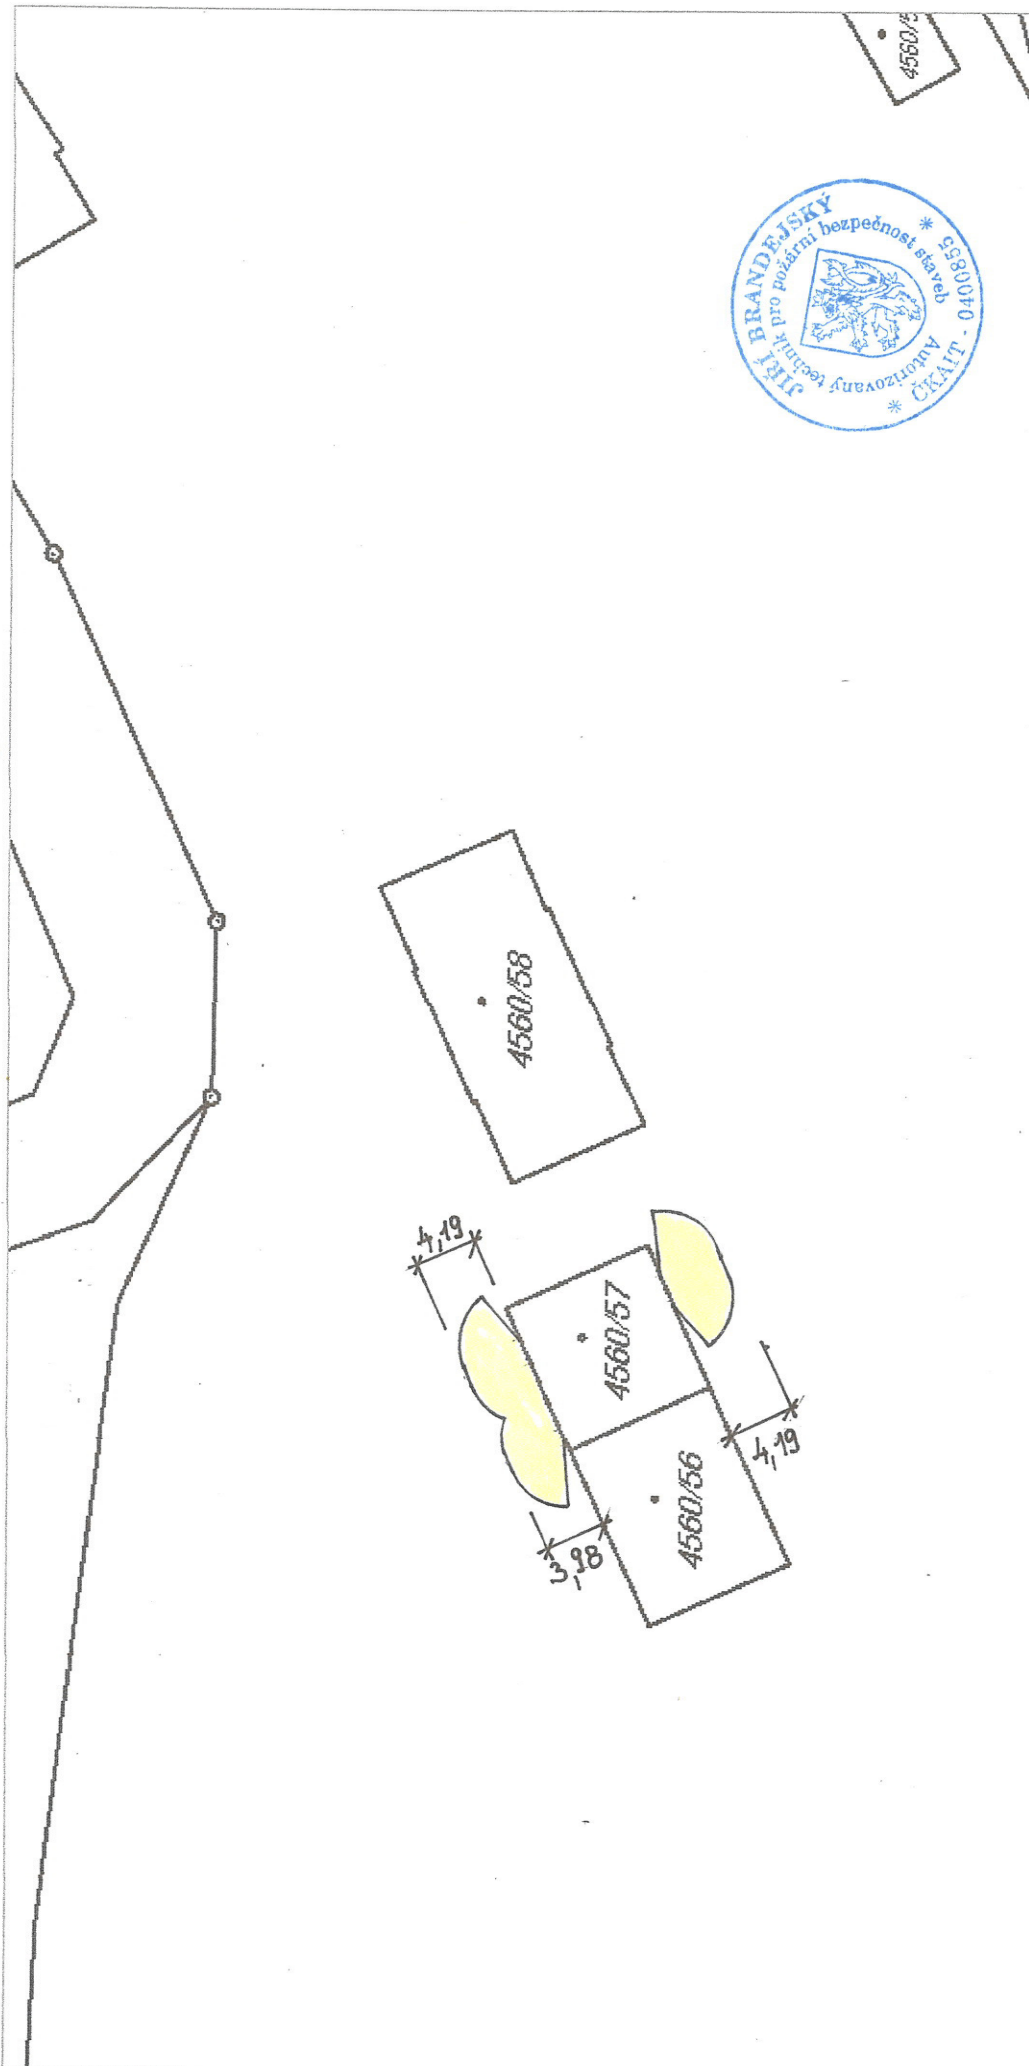 4560/5
JIŘÍ BRANDEJSKÝ
Autorizovaný technik pro požární bezpečnost staveb
* ČKAIT - 0400855 *
4560/58
4,19
4560/57
4560/56
3,98
4,19